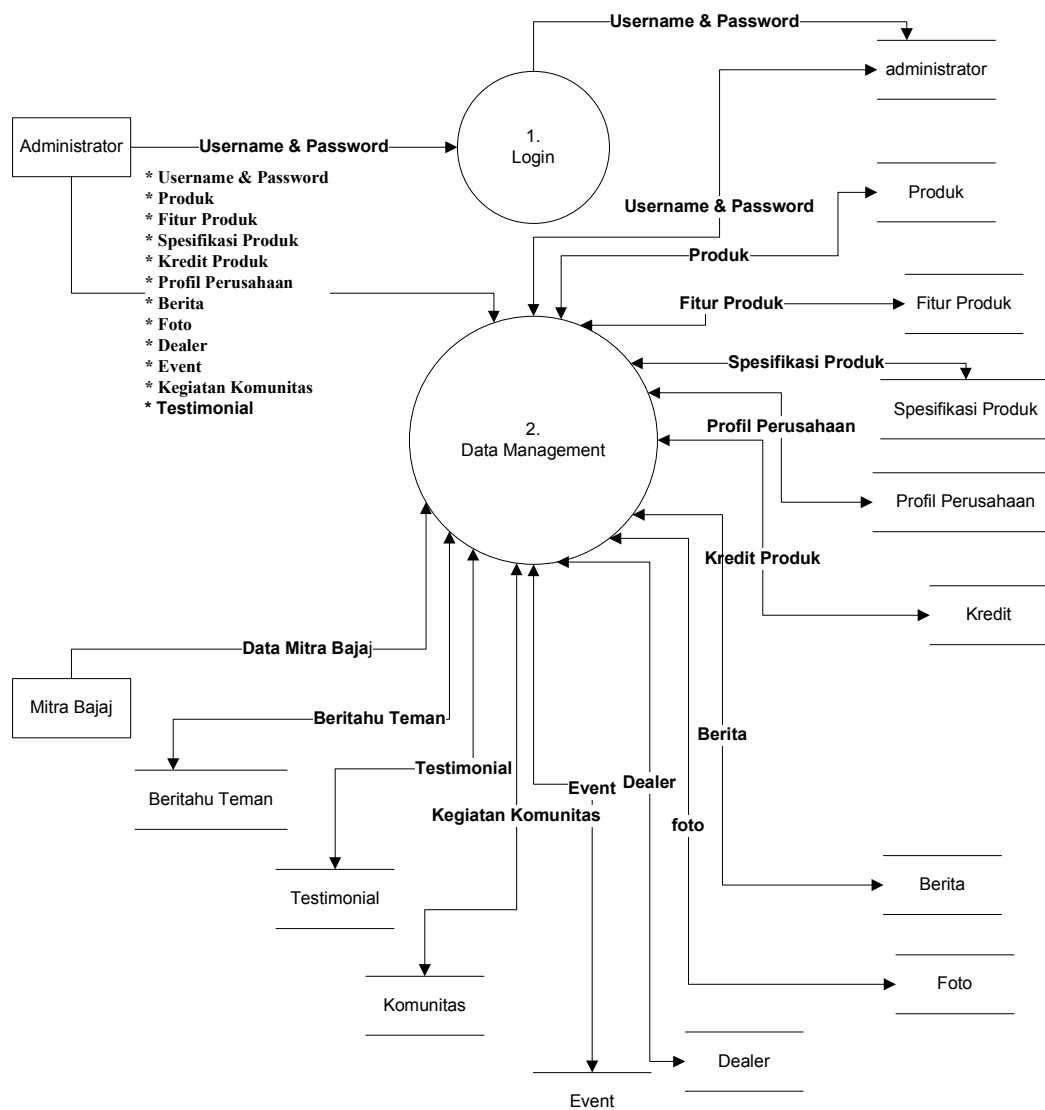 Username & Password
administrator
Administrator
Username & Password
1.
Login
* Username & Password
* Produk
* Fitur Produk
* Spesifikasi Produk
* Kredit Produk
* Profil Perusahaan
* Berita
* Foto
* Dealer
* Event
* Kegiatan Komunitas
* Testimonial
Username & Password
Produk
Produk
Fitur Produk
Fitur Produk
Spesifikasi Produk
Spesifikasi Produk
Profil Perusahaan
2.
Data Management
Profil Perusahaan
Kredit Produk
Kredit
Data Mitra Bajaj
Mitra Bajaj
Beritahu Teman
Berita
Beritahu Teman
Testimonial
Event
Dealer
Kegiatan Komunitas
foto
Testimonial
Berita
Komunitas
Foto
Dealer
Event